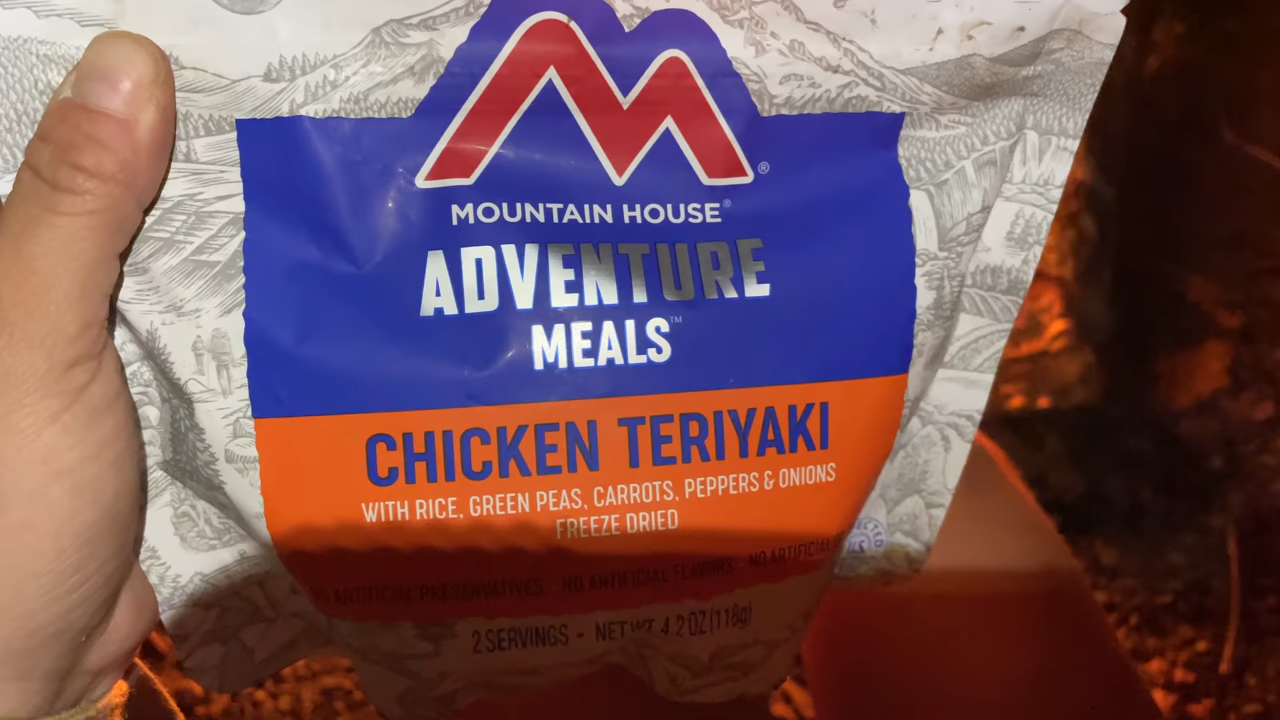 MOUNTAIN HOUSE®
ADVENTURE
MEALS™
CHICKEN TERIYAKI
WITH RICE, GREEN PEAS, CARROTS, PEPPERS & ONIONS
FREEZE DRIED
ARTIFICIAL PRESERVATIVES NO ARTIFICIAL FLAVORS NO ARTIFICIAL
2 SERVINGS - NET WT 4.2 OZ (118g)